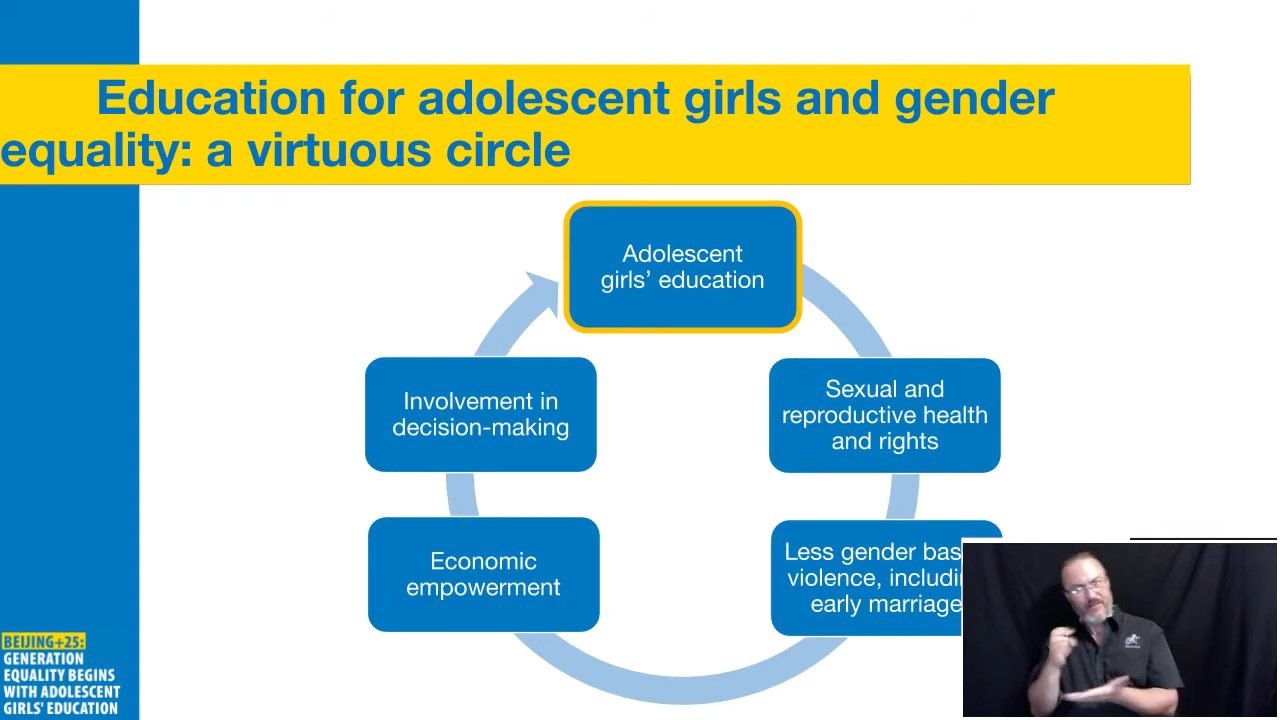 Education for adolescent girls and gender
equality: a virtuous circle
Adolescent
girls’ education
Sexual and
reproductive health
and rights
Less gender
violence,
early marriage
Economic
empowerment
Involvement in
decision-making
BEIJING+25:
GENERATION
EQUALITY BEGINS
WITH ADOLESCENT
GIRLS' EDUCATION